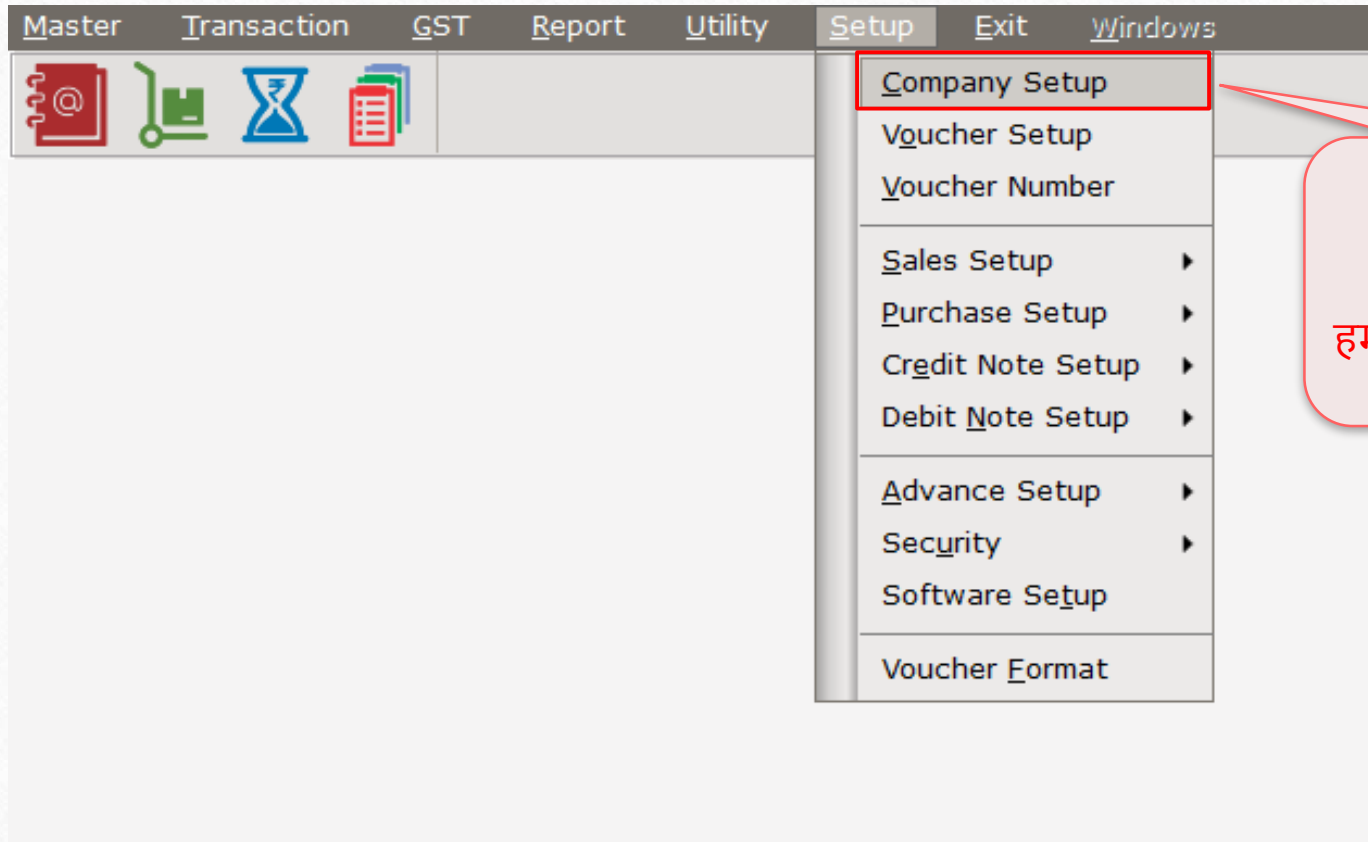 Master Transaction GST Report Utility Setup Exit Windows
Company Setup
Voucher Setup
Voucher Number
Sales Setup
Purchase Setup
Credit Note Setup
Debit Note Setup
Advance Setup
Security
Software Setup
Voucher Format